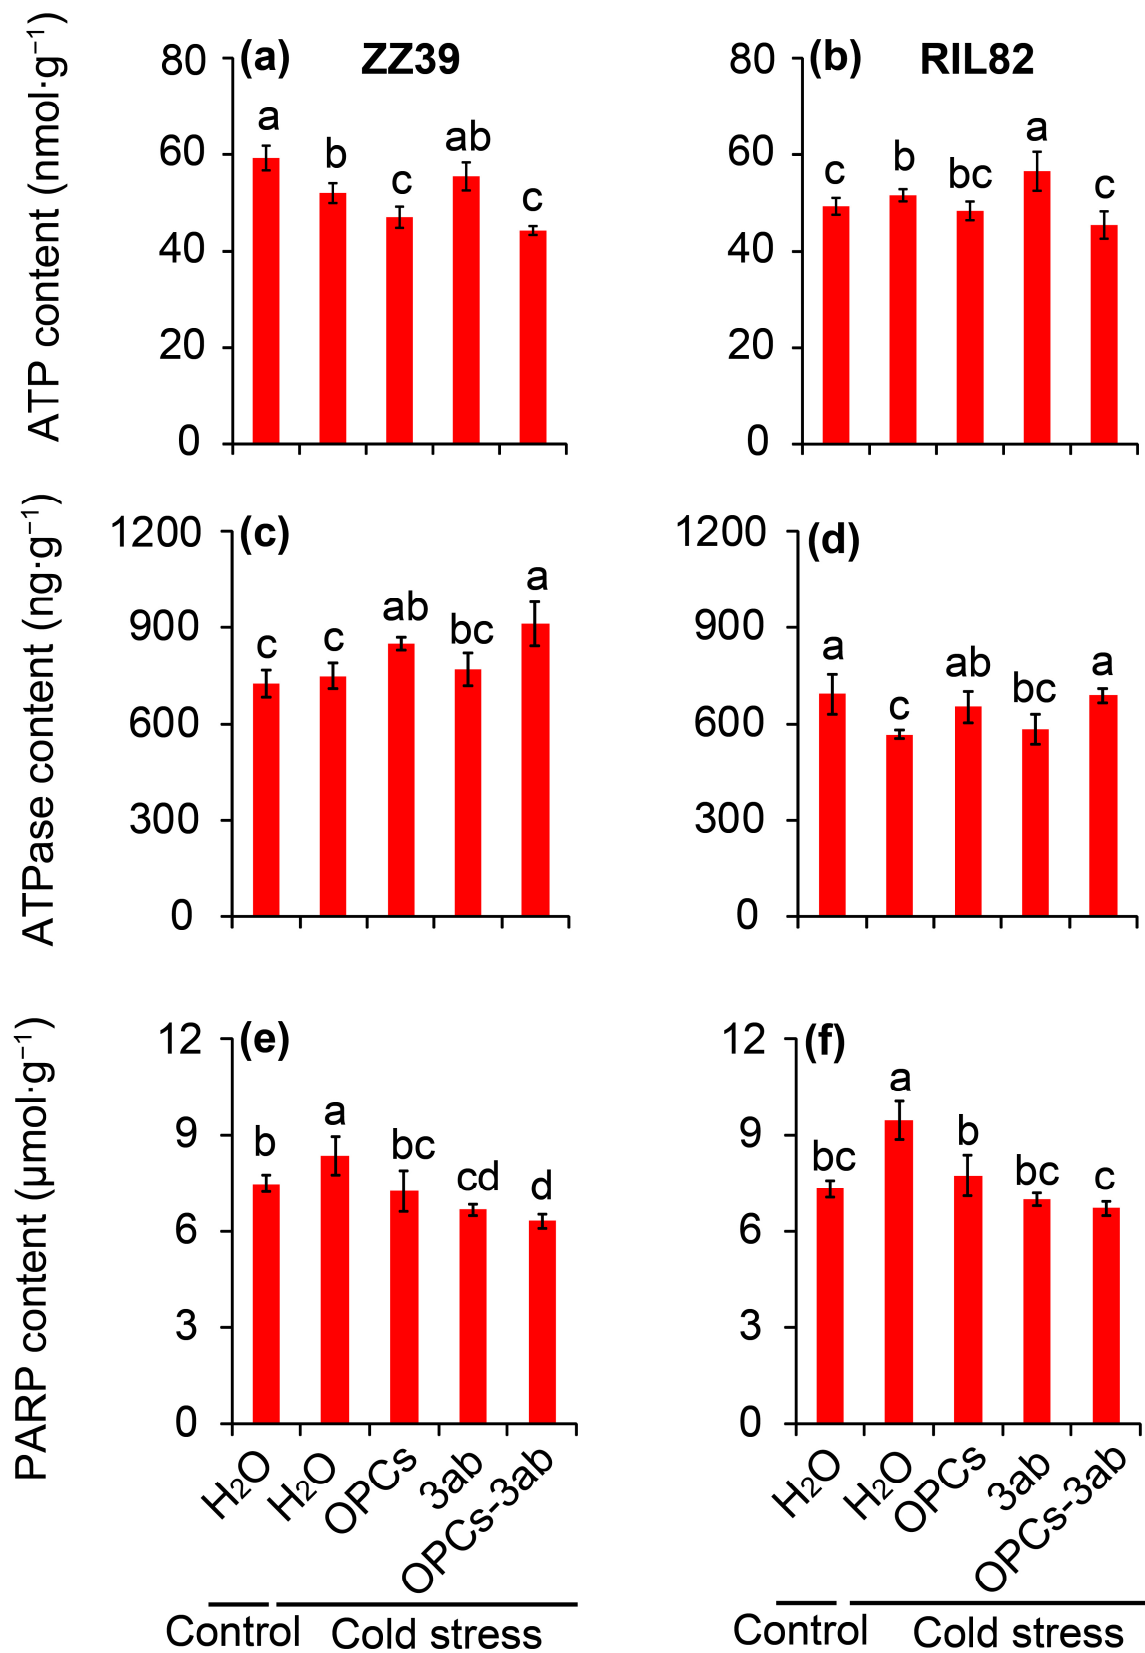 ATP content (nmol·g⁻¹)
(a) ZZ39
80
60
40
20
0
a
b
c
ab
c
(b) RIL82
80
60
40
20
0
c
b
bc
a
c
ATPase content (ng·g⁻¹)
(c)
1200
900
600
300
0
c
c
ab
bc
a
(d)
1200
900
600
300
0
a
c
ab
bc
a
PARP content (μmol·g⁻¹)
(e)
12
9
6
3
0
b
a
bc
cd
d
(f)
12
9
6
3
0
bc
a
b
bc
c
H₂O
H₂O
OPCs
3ab
OPCs-3ab
Control
Cold stress
H₂O
H₂O
OPCs
3ab
OPCs-3ab
Control
Cold stress